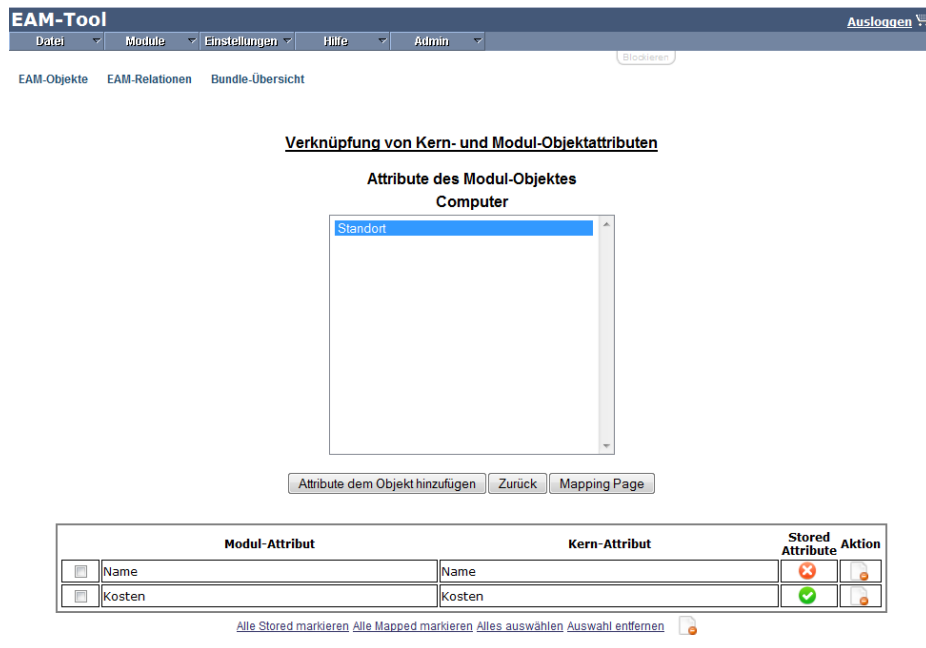 EAM-Tool Ausloggen
Datei Module Einstellungen Hilfe Admin
Blockieren
EAM-Objekte EAM-Relationen Bundle-Übersicht
Verknüpfung von Kern- und Modul-Objektattributen
Attribute des Modul-Objektes
Computer
Standort
Attribute dem Objekt hinzufügen Zurück Mapping Page
Modul-Attribut Kern-Attribut Stored Attribute Aktion
Name Name
Kosten Kosten
Alle Stored markieren Alle Mapped markieren Alles auswählen Auswahl entfernen